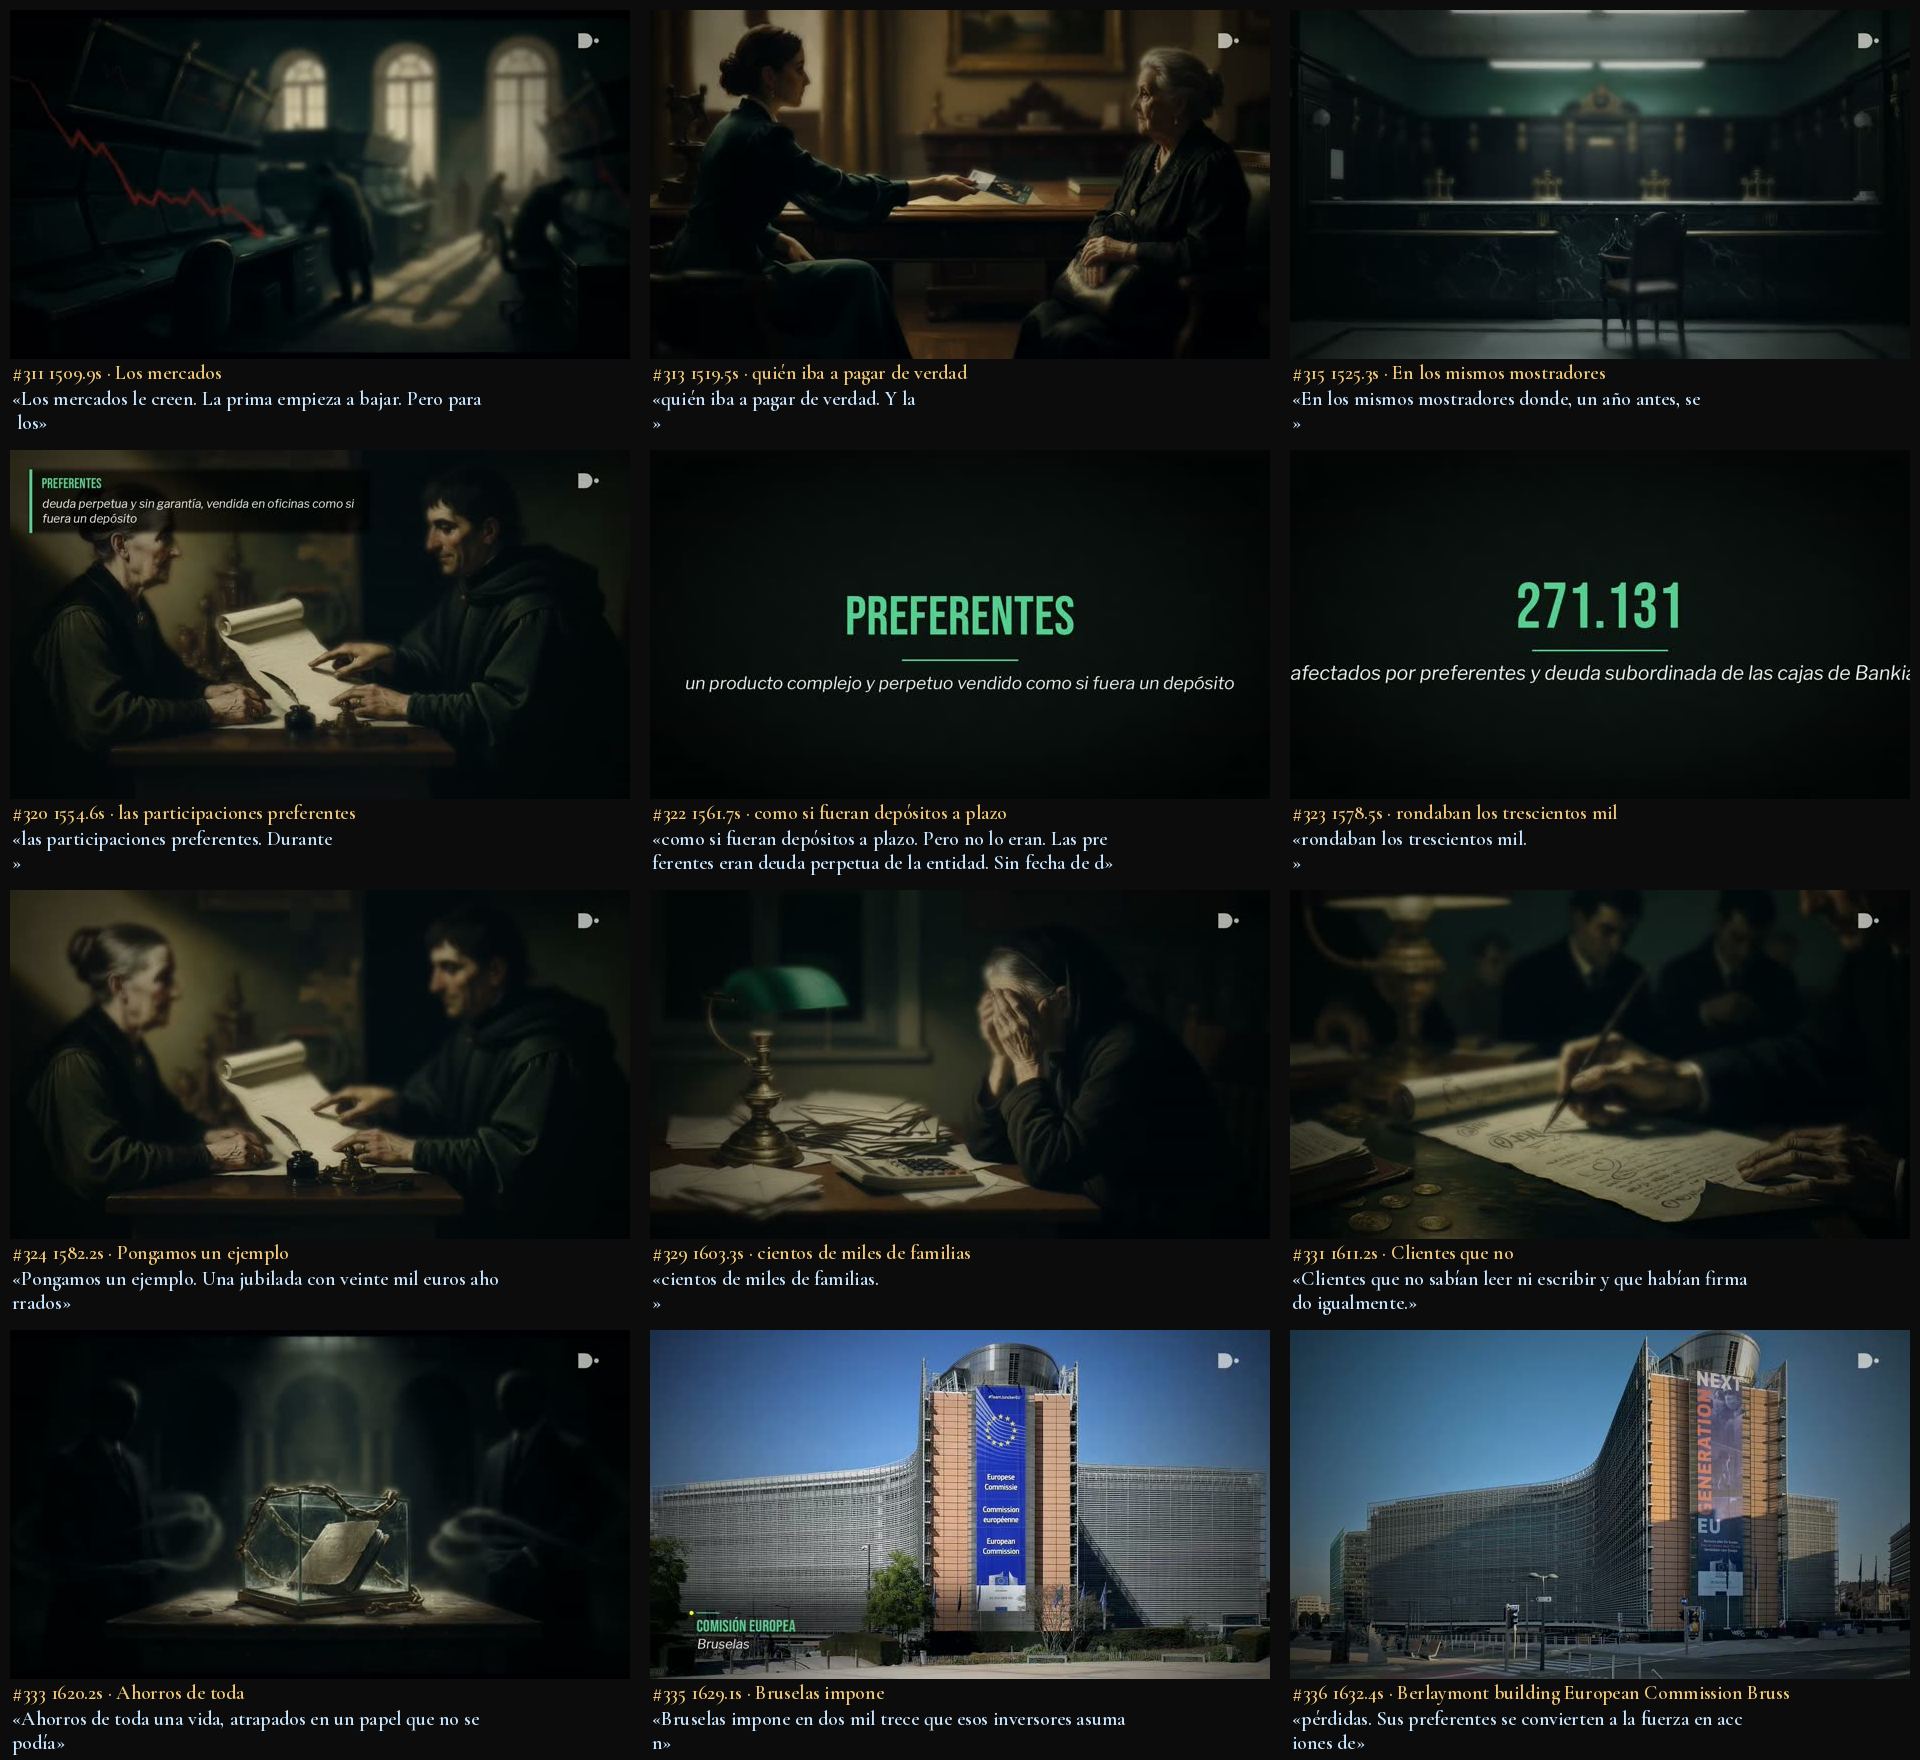 #311 1509.9s · Los mercados
«Los mercados le creen. La prima empieza a bajar. Pero para
los»
#313 1519.5s · quién iba a pagar de verdad
«quién iba a pagar de verdad. Y la
»
#315 1525.3s · En los mismos mostradores
«En los mismos mostradores donde, un año antes, se
»
PREFERENTES
deuda perpetua y sin garantía, vendida en oficinas como si
fuera un depósito
#320 1554.6s · las participaciones preferentes
«las participaciones preferentes. Durante
»
PREFERENTES
un producto complejo y perpetuo vendido como si fuera un depósito
#322 1561.7s · como si fueran depósitos a plazo
«como si fueran depósitos a plazo. Pero no lo eran. Las pre
ferentes eran deuda perpetua de la entidad. Sin fecha de d»
271.131
afectados por preferentes y deuda subordinada de las cajas de Bankia
#323 1578.5s · rondaban los trescientos mil
«rondaban los trescientos mil.
»
#324 1582.2s · Pongamos un ejemplo
«Pongamos un ejemplo. Una jubilada con veinte mil euros aho
rrados»
#329 1603.3s · cientos de miles de familias
«cientos de miles de familias.
»
#331 1611.2s · Clientes que no
«Clientes que no sabían leer ni escribir y que habían firma
do igualmente.»
#333 1620.2s · Ahorros de toda
«Ahorros de toda una vida, atrapados en un papel que no se
podía»
Europese
Commissie
Commission
européenne
European
Commission
COMISIÓN EUROPEA
Bruselas
#335 1629.1s · Bruselas impone
«Bruselas impone en dos mil trece que esos inversores asuma
n»
NEXT
GENERATION
EU
#336 1632.4s · Berlaymont building European Commission Bruss
«pérdidas. Sus preferentes se convierten a la fuerza en acc
iones de»